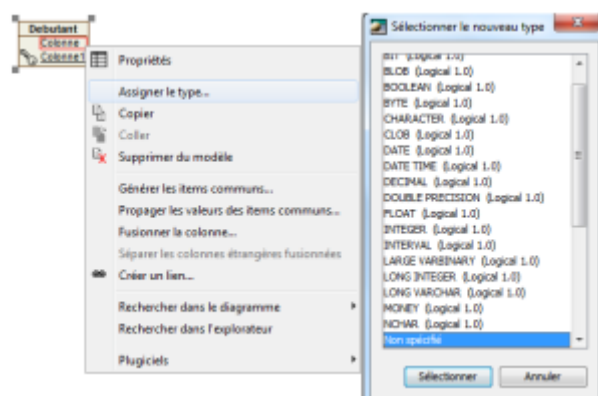 Debutant
Colonne
Colonne1
Propriétés
Assigner le type...
Copier
Coller
Supprimer du modèle
Générer les items communs...
Propager les valeurs des items communs...
Fusionner la colonne...
Séparer les colonnes étrangères fusionnées
Créer un lien...
Rechercher dans le diagramme
Rechercher dans l'explorateur
Plugiciels
Sélectionner le nouveau type
BIT (Logical 1.0)
BLOB (Logical 1.0)
BOOLEAN (Logical 1.0)
BYTE (Logical 1.0)
CHARACTER (Logical 1.0)
CLOB (Logical 1.0)
DATE (Logical 1.0)
DATE TIME (Logical 1.0)
DECIMAL (Logical 1.0)
DOUBLE PRECISION (Logical 1.0)
FLOAT (Logical 1.0)
INTEGER (Logical 1.0)
INTERVAL (Logical 1.0)
LARGE VARBINARY (Logical 1.0)
LONG INTEGER (Logical 1.0)
LONG VARCHAR (Logical 1.0)
MONEY (Logical 1.0)
NCHAR (Logical 1.0)
Non spécifié
Sélectionner Annuler